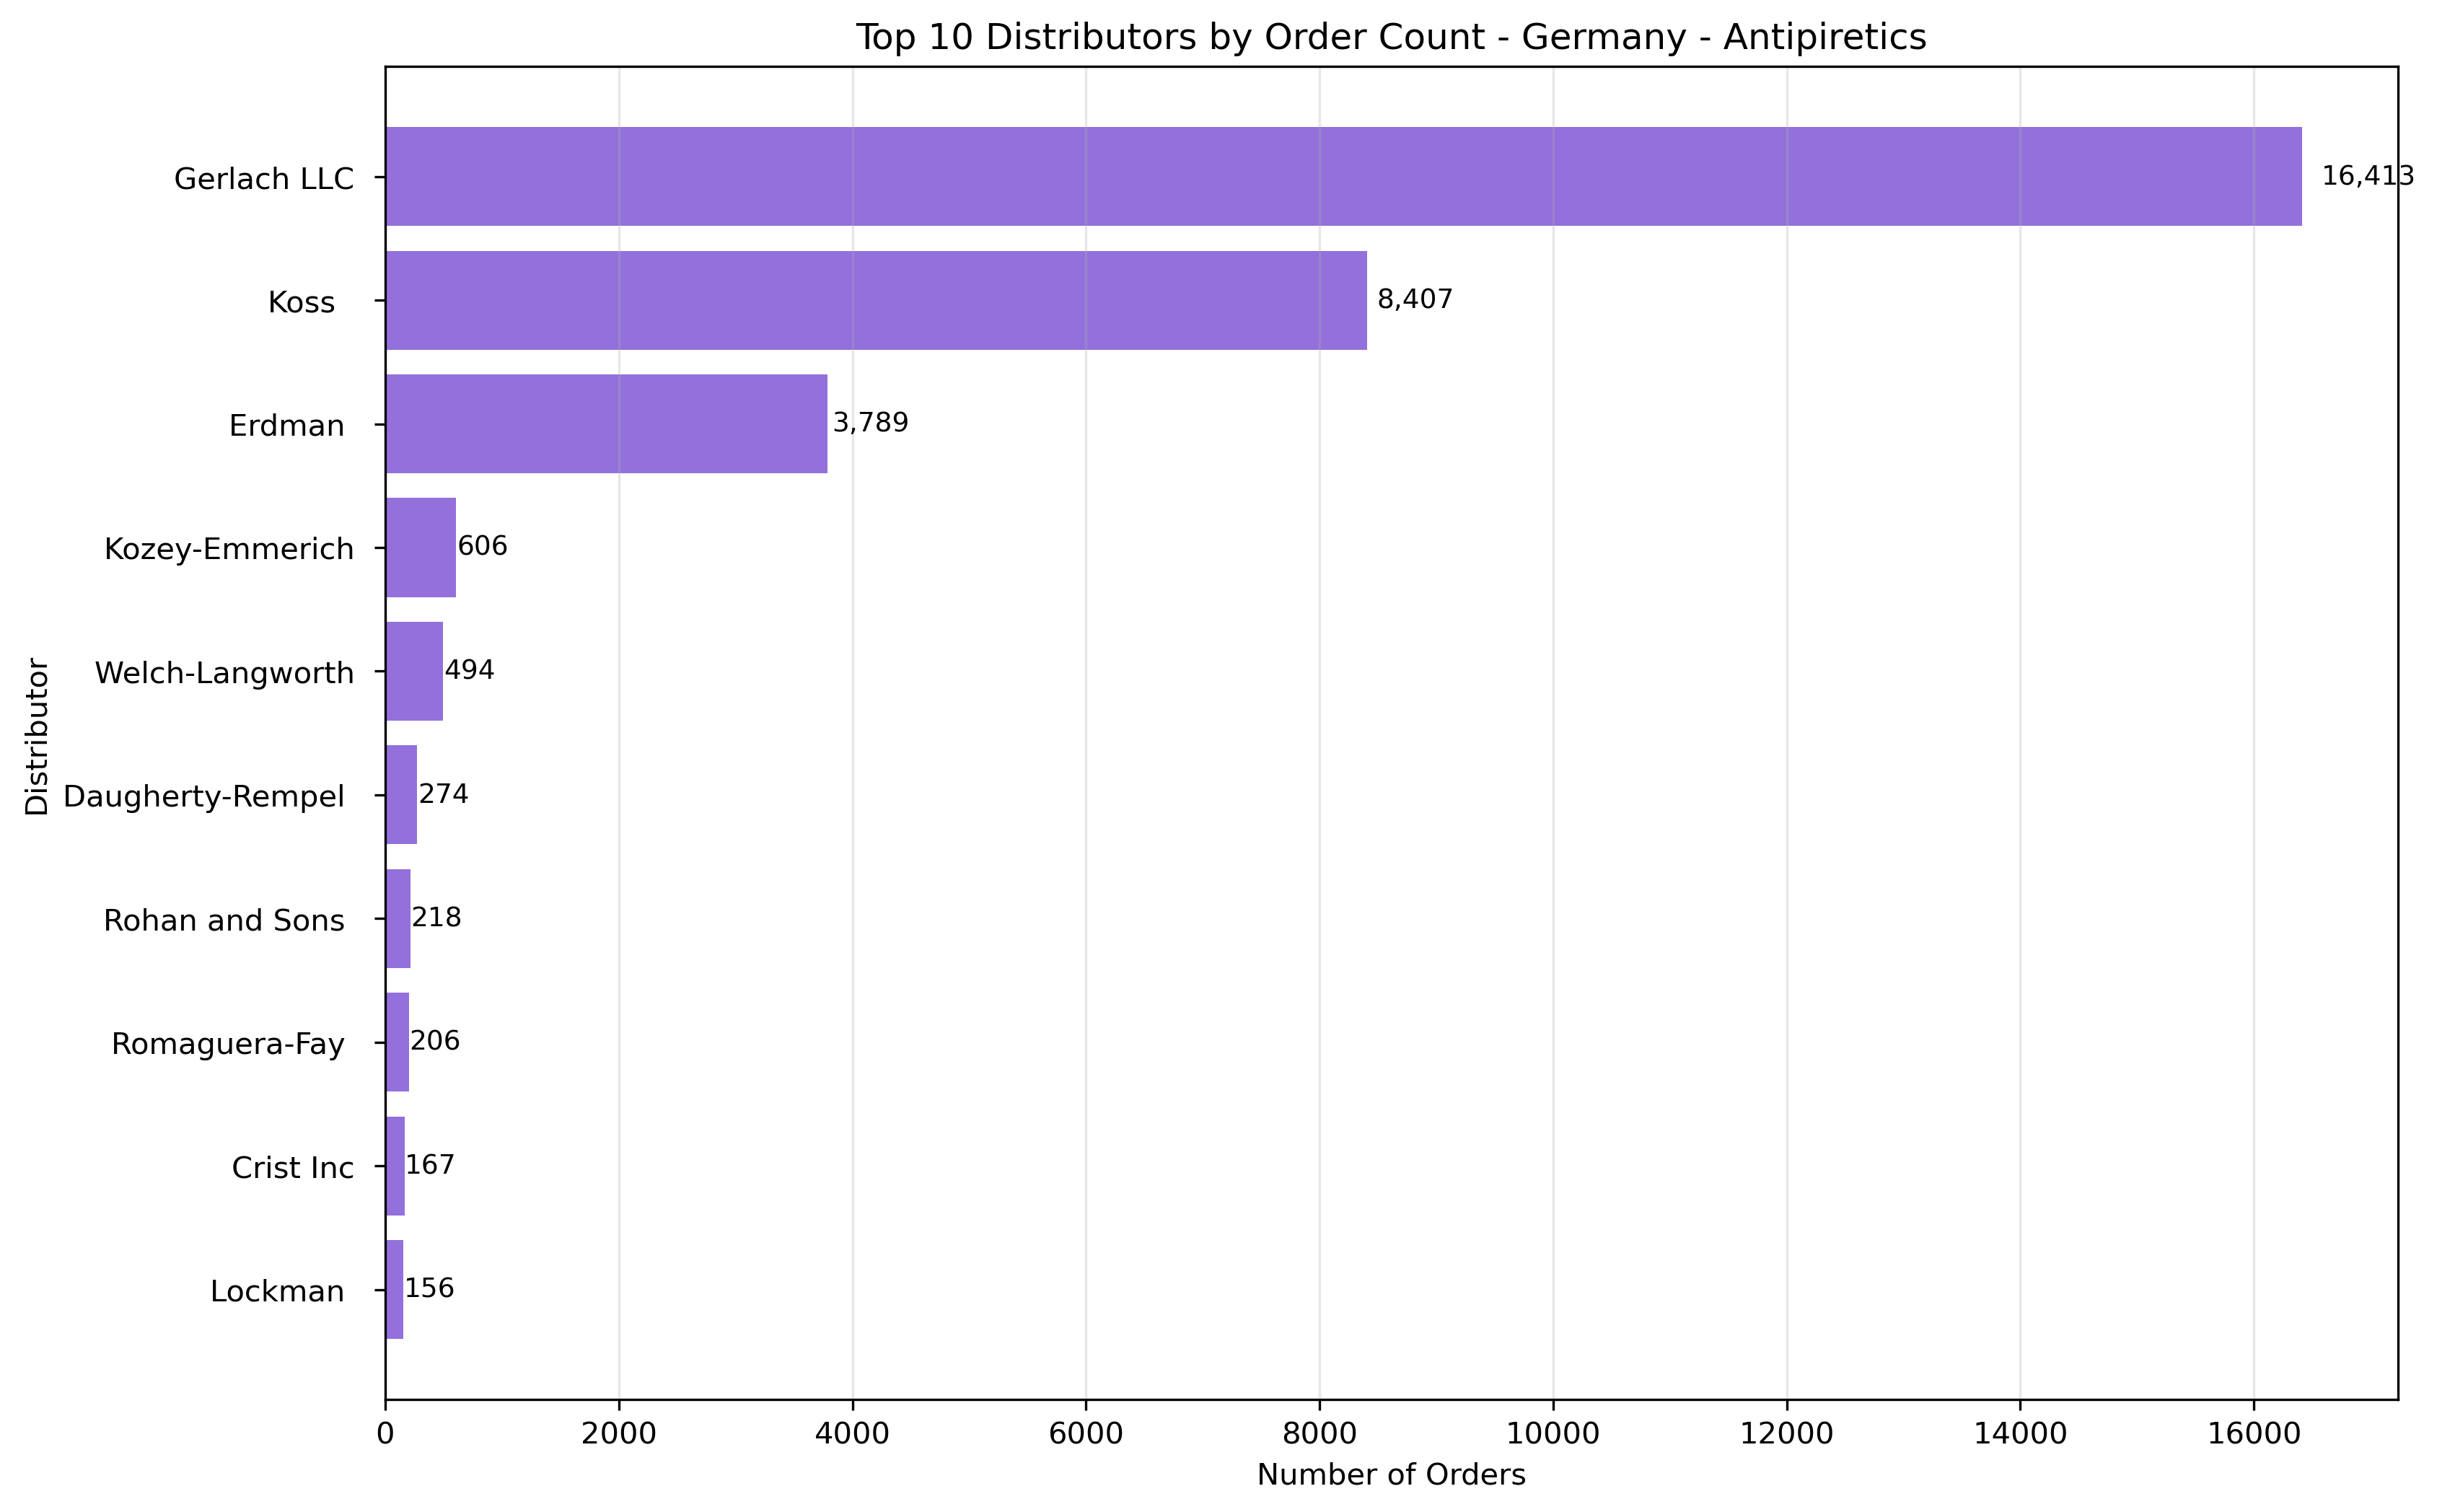 Top 10 Distributors by Order Count - Germany - Antipiretics
Distributor
Gerlach LLC 16,413
Koss 8,407
Erdman 3,789
Kozey-Emmerich 606
Welch-Langworth 494
Daugherty-Rempel 274
Rohan and Sons 218
Romaguera-Fay 206
Crist Inc 167
Lockman 156
0 2000 4000 6000 8000 10000 12000 14000 16000
Number of Orders